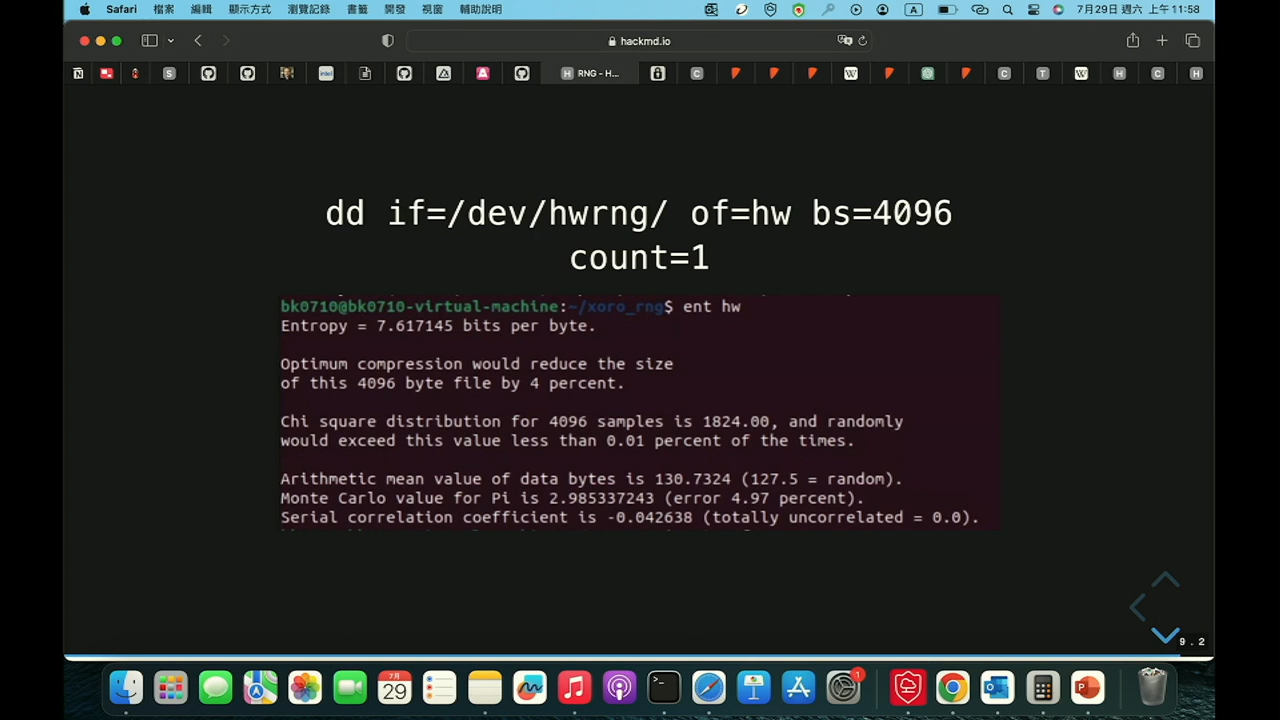 Safari 檔案 編輯 顯示方式 瀏覽記錄 書籤 開發 視窗 輔助說明 A 7月29日 週六 上午11:58
hackmd.io
S intel H RNG - H... C W C T W H C H
dd if=/dev/hwrng/ of=hw bs=4096
count=1
bk0710@bk0710-virtual-machine:~/xoro_rng$ ent hw
Entropy = 7.617145 bits per byte.
Optimum compression would reduce the size
of this 4096 byte file by 4 percent.
Chi square distribution for 4096 samples is 1824.00, and randomly
would exceed this value less than 0.01 percent of the times.
Arithmetic mean value of data bytes is 130.7324 (127.5 = random).
Monte Carlo value for Pi is 2.985337243 (error 4.97 percent).
Serial correlation coefficient is -0.042638 (totally uncorrelated = 0.0).
9.2
7月
29
1